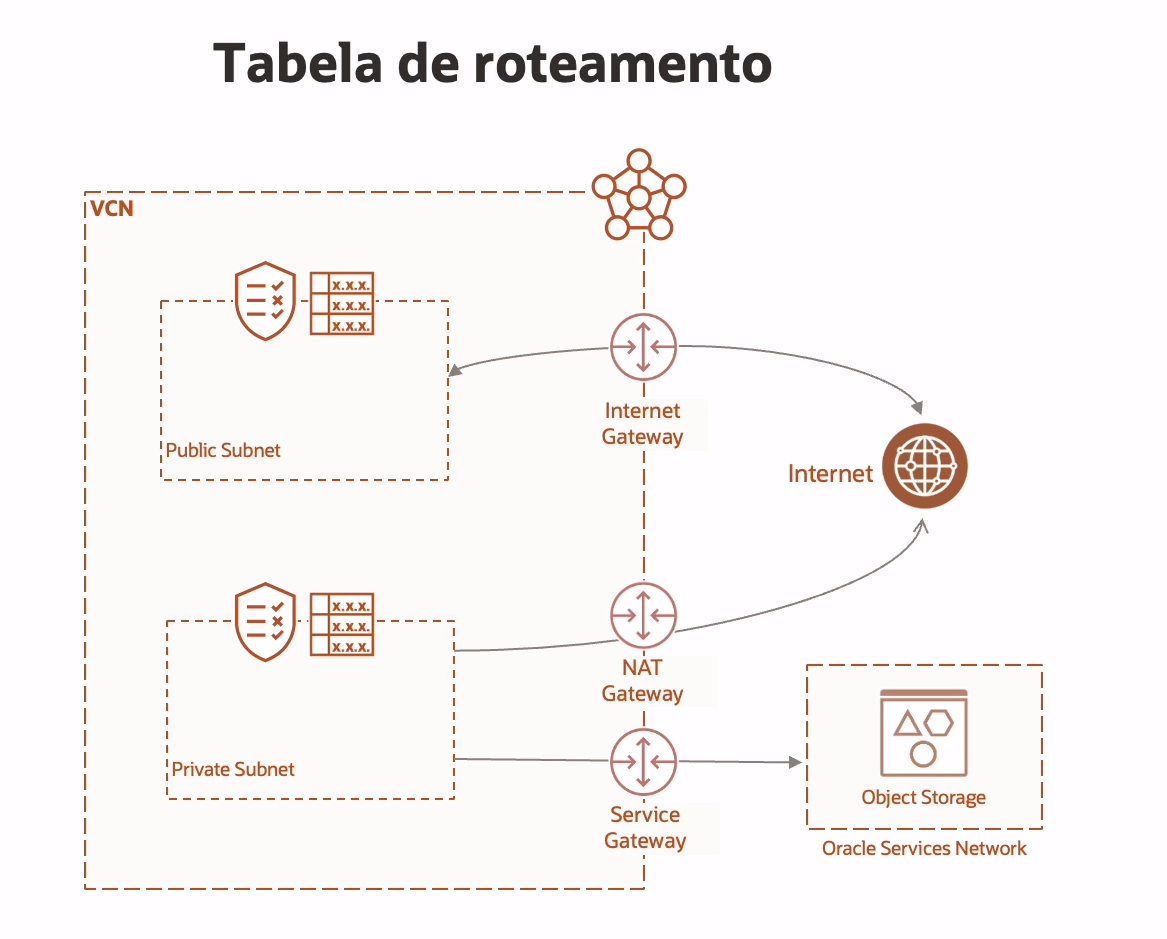 Tabela de roteamento
VCN
x.x.x.
x.x.x.
x.x.x.
Public Subnet
Internet
Gateway
Internet
x.x.x.
x.x.x.
x.x.x.
Private Subnet
NAT
Gateway
Service
Gateway
Object Storage
Oracle Services Network